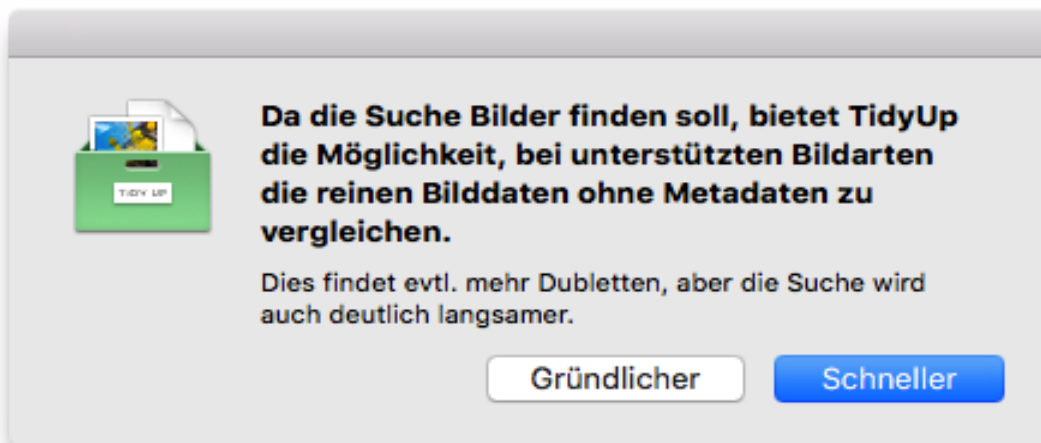 Da die Suche Bilder finden soll, bietet TidyUp
die Möglichkeit, bei unterstützten Bildarten
die reinen Bilddaten ohne Metadaten zu
vergleichen.
TIDY UP
Dies findet evtl. mehr Dubletten, aber die Suche wird
auch deutlich langsamer.
Gründlicher
Schneller